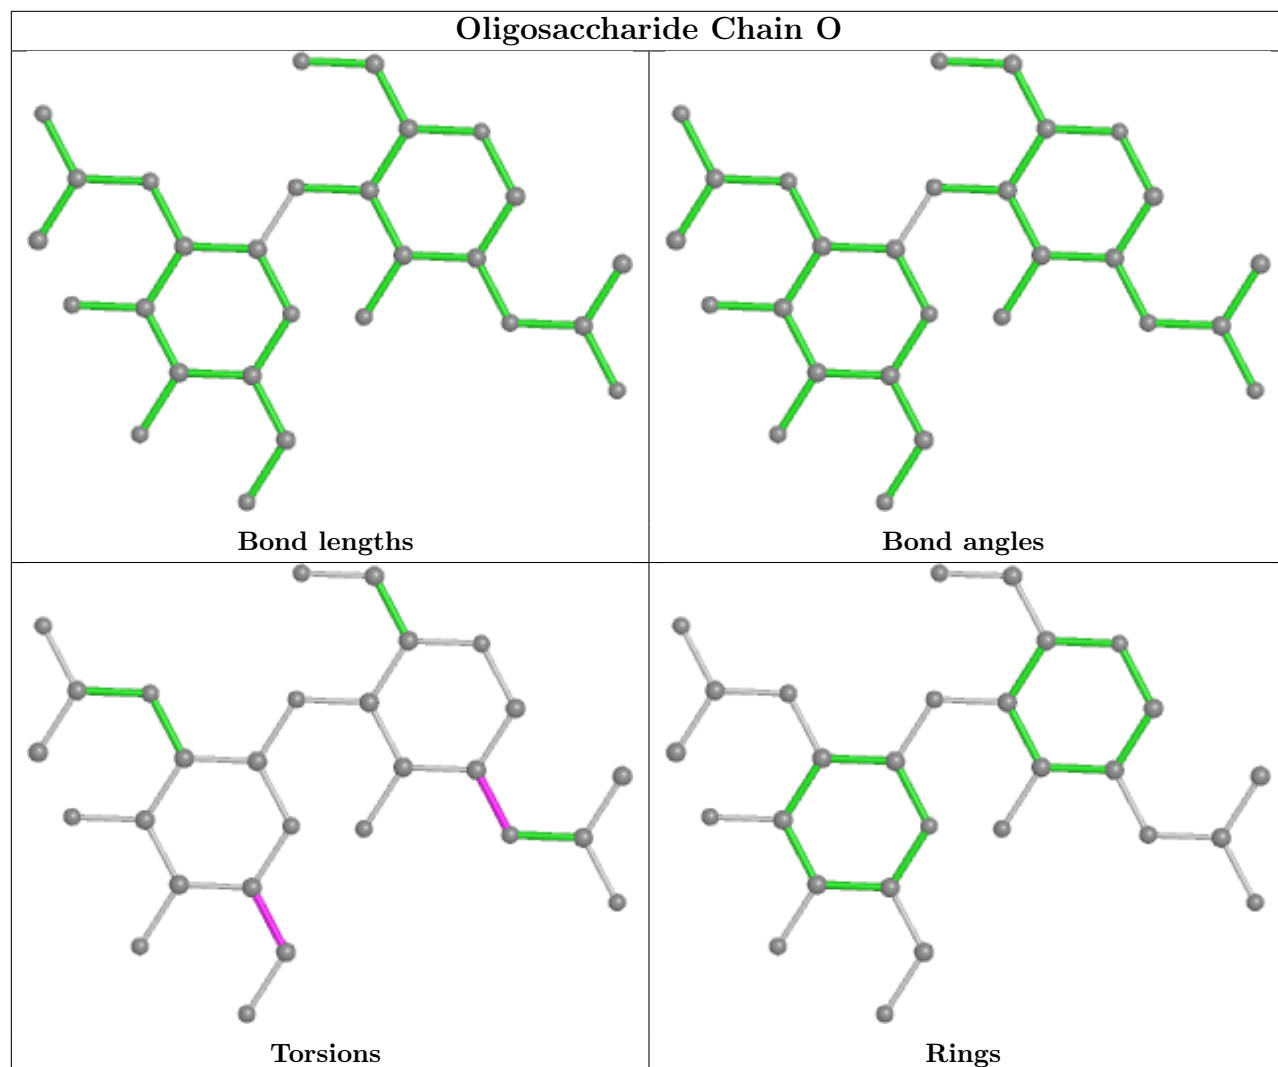 Oligosaccharide Chain O
Bond lengths
Bond angles
Torsions
Rings